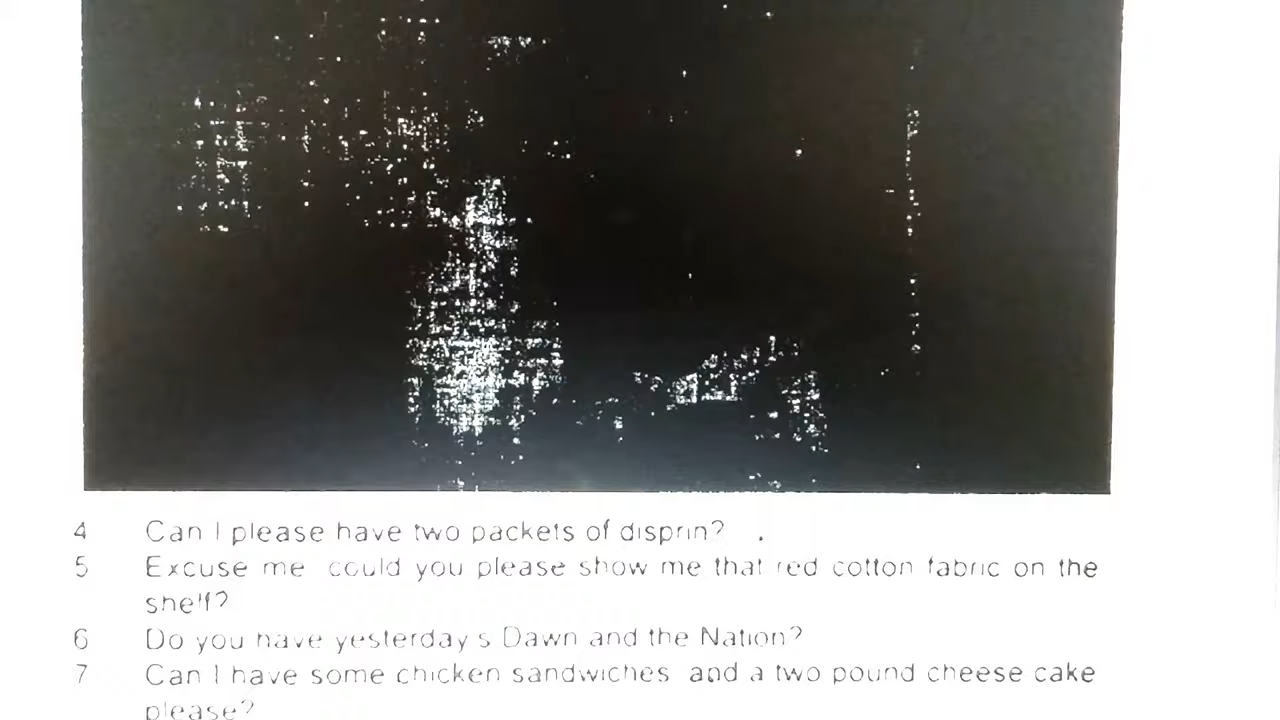 4 Can I please have two packets of disprin?
5 Excuse me could you please show me that red cotton fabric on the
shelf?
6 Do you have yesterday s Dawn and the Nation?
7 Can I have some chicken sandwiches and a two pound cheese cake
please?